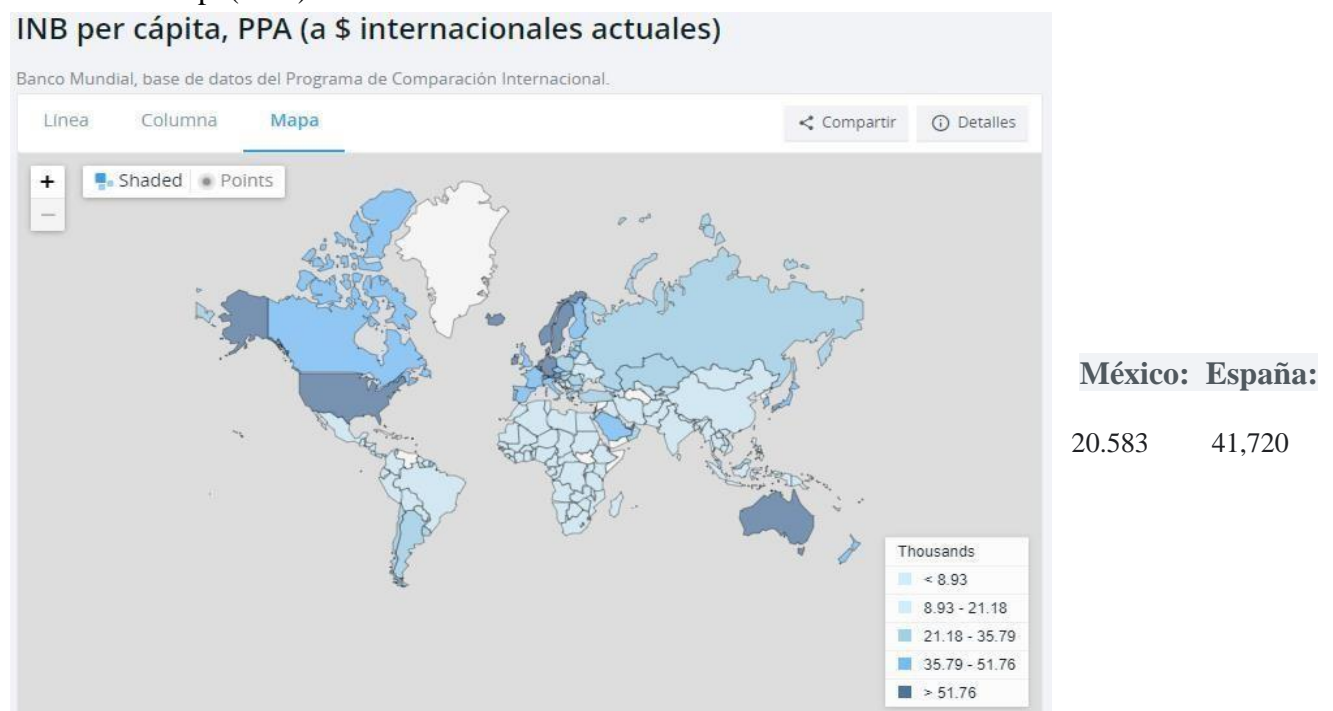 INB per cápita, PPA (a $ internacionales actuales)
Banco Mundial, base de datos del Programa de Comparación Internacional.
Línea Columna Mapa Compartir Detalles
+ Shaded Points
−
México: España:
20.583 41,720
Thousands
< 8.93
8.93 - 21.18
21.18 - 35.79
35.79 - 51.76
> 51.76